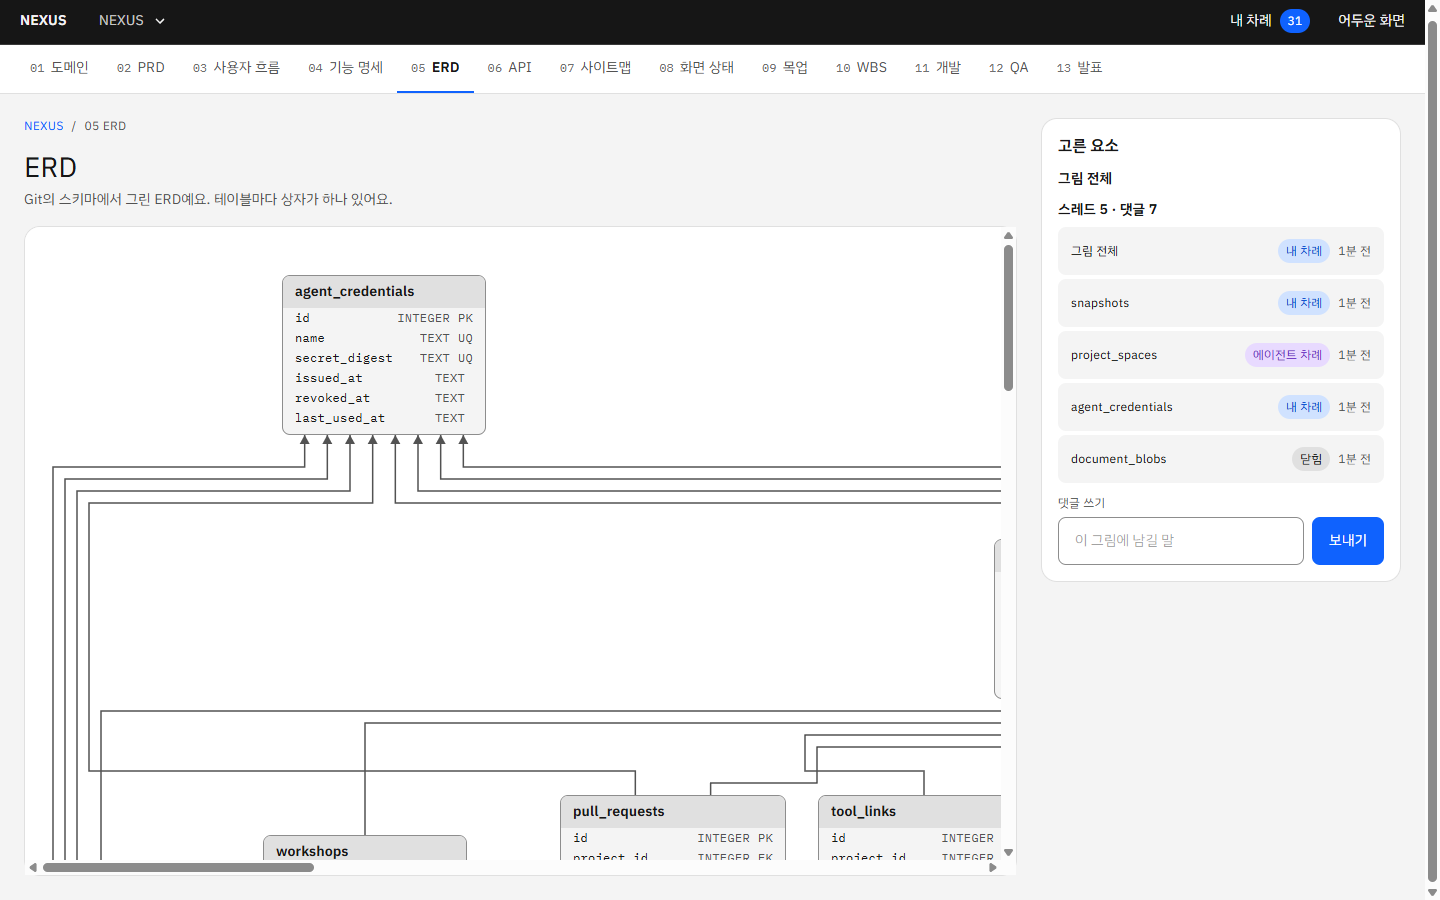 NEXUS NEXUS 내 차례 31 어두운 화면
01 도메인 02 PRD 03 사용자 흐름 04 기능 명세 05 ERD 06 API 07 사이트맵 08 화면 상태 09 목업 10 WBS 11 개발 12 QA 13 발표
NEXUS / 05 ERD
ERD
Git의 스키마에서 그린 ERD예요. 테이블마다 상자가 하나 있어요.
agent_credentials
id INTEGER PK
name TEXT UQ
secret_digest TEXT UQ
issued_at TEXT
revoked_at TEXT
last_used_at TEXT
pull_requests
id INTEGER PK
project_id INTEGER FK
tool_links
id INTEGER
project_id INTEGER
workshops
고른 요소
그림 전체
스레드 5 · 댓글 7
그림 전체 내 차례 1분 전
snapshots 내 차례 1분 전
project_spaces 에이전트 차례 1분 전
agent_credentials 내 차례 1분 전
document_blobs 닫힘 1분 전
댓글 쓰기
이 그림에 남길 말 보내기